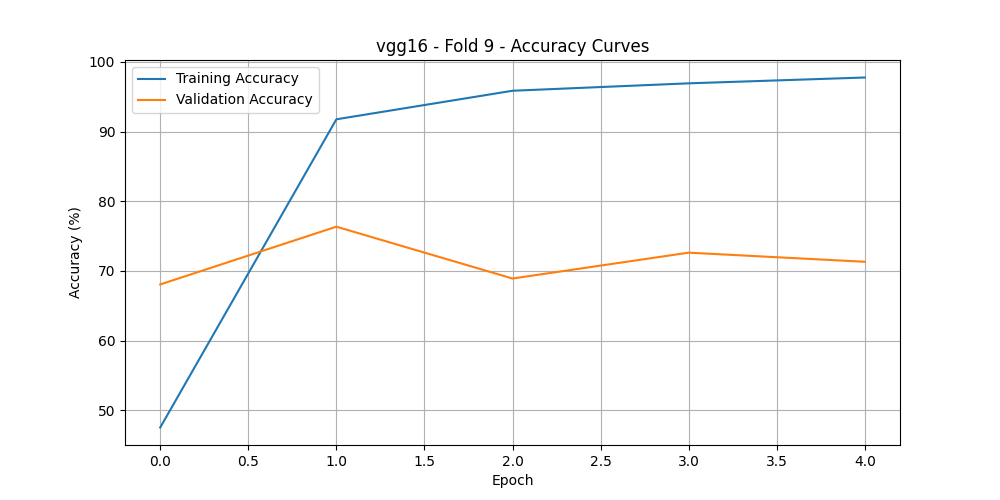 vgg16 - Fold 9 - Accuracy Curves
Training Accuracy
Validation Accuracy
Accuracy (%)
100
90
80
70
60
50
0.0 0.5 1.0 1.5 2.0 2.5 3.0 3.5 4.0
Epoch